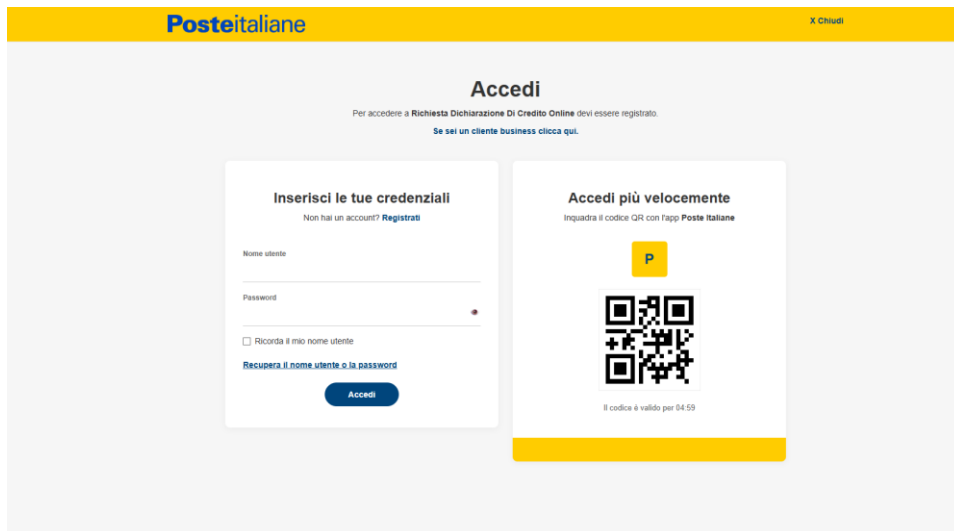 Posteitaliane
X Chiudi
Accedi
Per accedere a Richiesta Dichiarazione Di Credito Online devi essere registrato.
Se sei un cliente business clicca qui.
Inserisci le tue credenziali
Non hai un account? Registrati
Nome utente
Password
Ricorda il mio nome utente
Recupera il nome utente o la password
Accedi
Accedi più velocemente
Inquadra il codice QR con l'app Poste Italiane
P
Il codice è valido per 04:59